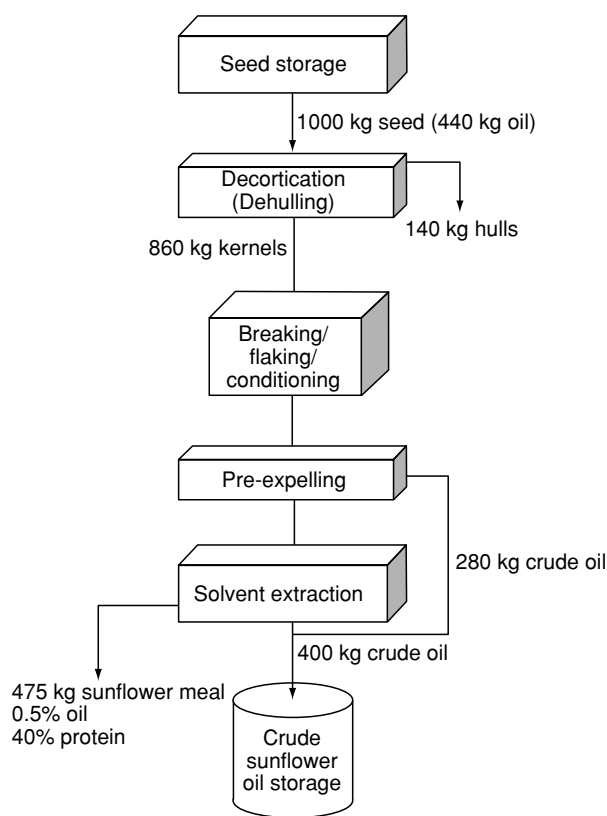 Seed storage
1000 kg seed (440 kg oil)
Decortication
(Dehulling)
140 kg hulls
860 kg kernels
Breaking/
flaking/
conditioning
Pre-expelling
280 kg crude oil
Solvent extraction
400 kg crude oil
475 kg sunflower meal
0.5% oil
40% protein
Crude
sunflower
oil storage